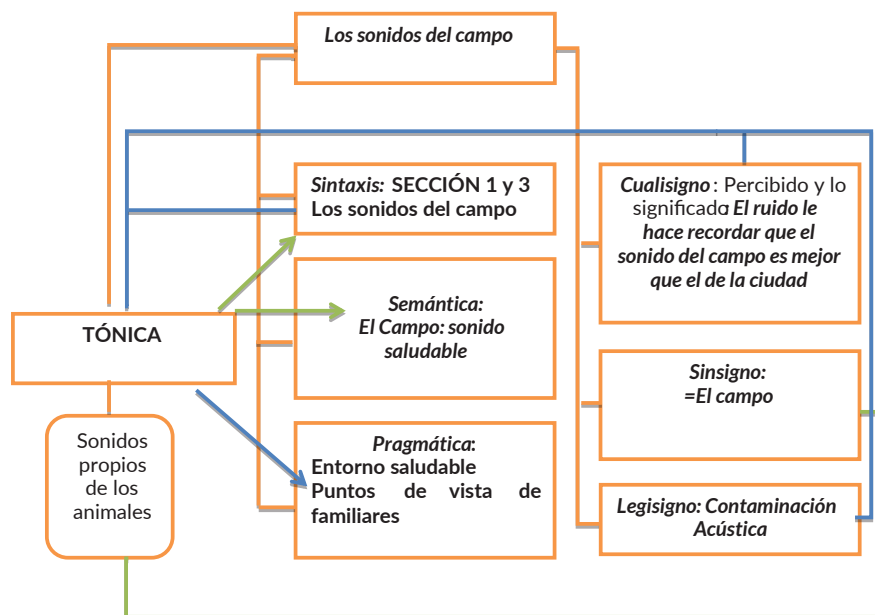 Los sonidos del campo
Sintaxis: SECCIÓN 1 y 3
Los sonidos del campo
Semántica:
El Campo: sonido
saludable
Pragmática:
Entorno saludable
Puntos de vista de
familiares
TÓNICA
Sonidos
propios
de los
animales
Cualisigno : Percibido y lo
significado: El ruido le
hace recordar que el
sonido del campo es mejor
que el de la ciudad
Sinsigno:
=El campo
Legisigno: Contaminación
Acústica